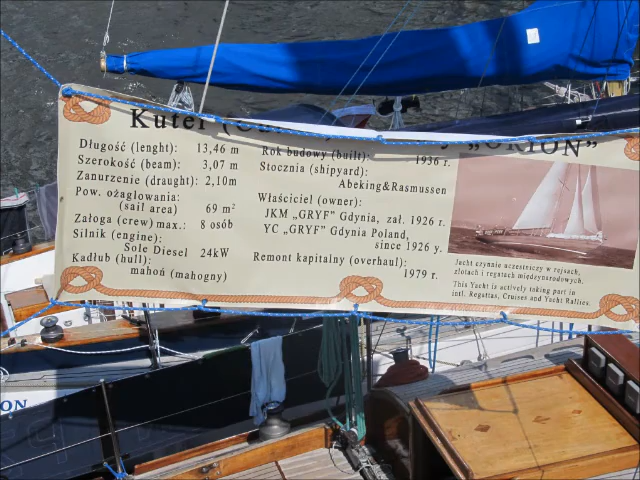 Kuter
„ORION”
Długość (lenght): 13,46 m
Szerokość (beam): 3,07 m
Zanurzenie (draught): 2,10m
Pow. ożaglowania:
(sail area) 69 m²
Załoga (crew) max.: 8 osób
Silnik (engine):
Sole Diesel 24kW
Kadłub (hull):
mahoń (mahogny)
Rok budowy (built): 1936 r.
Stocznia (shipyard):
Abeking&Rasmussen
Właściciel (owner):
JKM „GRYF” Gdynia, zał. 1926 r.
YC „GRYF” Gdynia Poland,
since 1926 y.
Remont kapitalny (overhaul):
1979 r.
Jacht czynnie uczestniczy w rejsach,
zlotach i regatach międzynarodowych.
This Yacht is actively taking part in
intl. Regattas, Cruises and Yacht Rallies.
ON